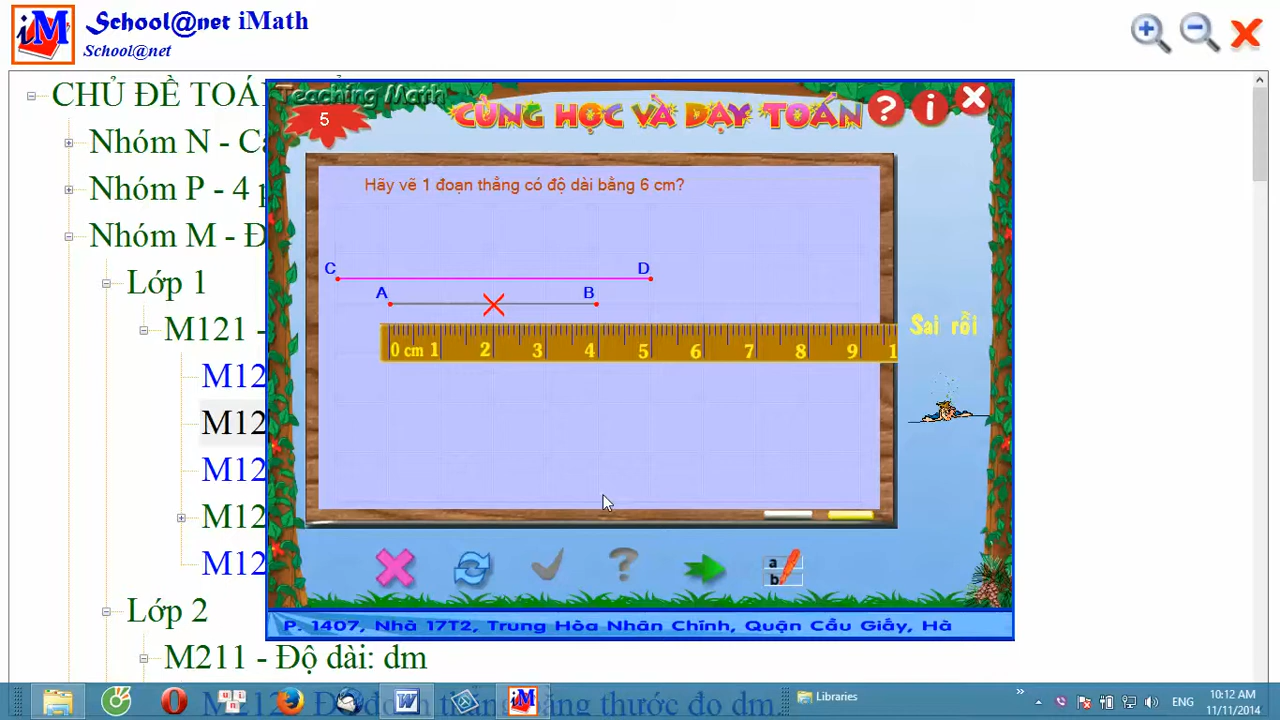 iM
School@net iMath
School@net
CHỦ ĐỀ TOÁ
Nhóm N - C
Nhóm P - 4
Nhóm M - Đ
Lớp 1
M121 -
M12
M12
M12
M12
M12
Lớp 2
M211 - Độ dài: dm
Teaching Math
5
CÙNG HỌC VÀ DẠY TOÁN
? i
Hãy vẽ 1 đoạn thẳng có độ dài bằng 6 cm?
C D
A B
0 cm 1 2 3 4 5 6 7 8 9 1
Sai rồi
?
a
b
P. 1407, Nhà 17T2, Trung Hòa Nhân Chính, Quận Cầu Giấy, Hà
Libraries
ENG
10:12 AM
11/11/2014